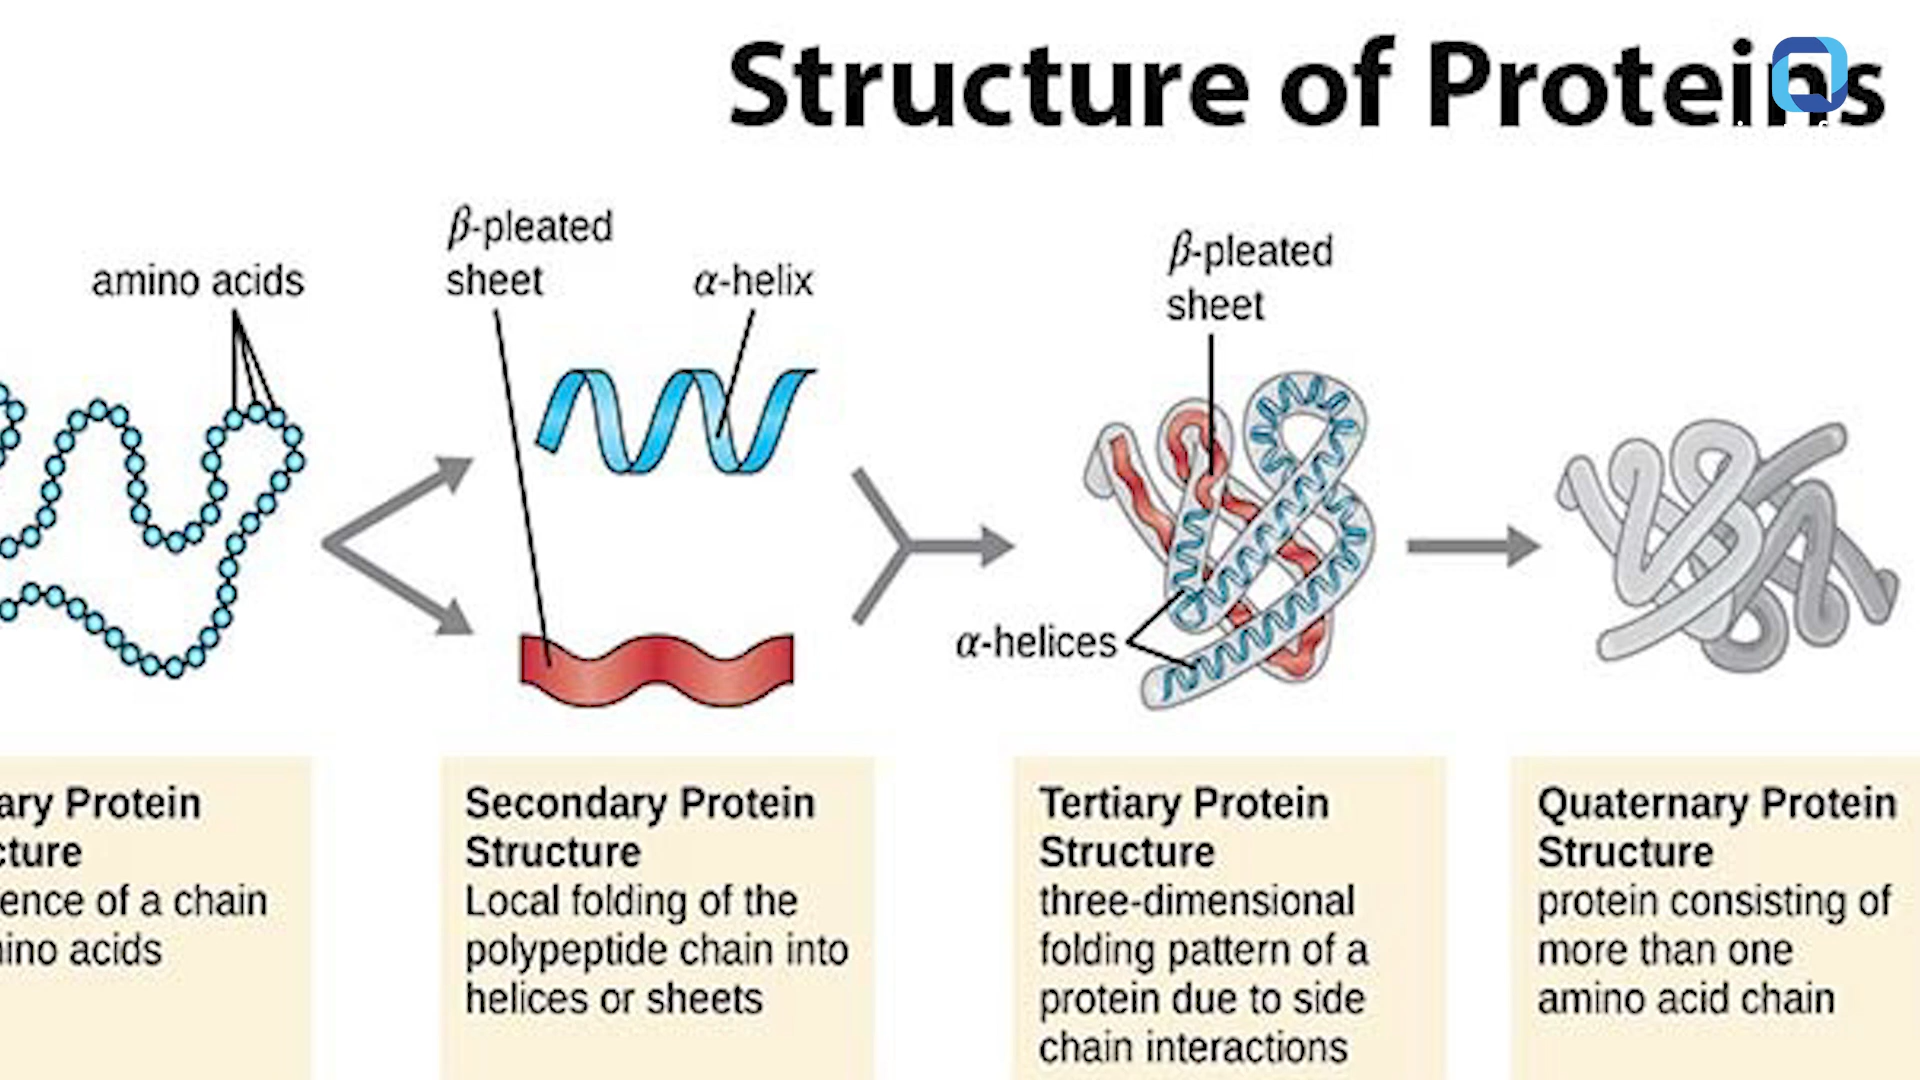 Structure of Proteins
amino acids
β-pleated
sheet
α-helix
β-pleated
sheet
α-helices
ary Protein
cture
ence of a chain
ino acids
Secondary Protein
Structure
Local folding of the
polypeptide chain into
helices or sheets
Tertiary Protein
Structure
three-dimensional
folding pattern of a
protein due to side
chain interactions
Quaternary Protein
Structure
protein consisting of
more than one
amino acid chain